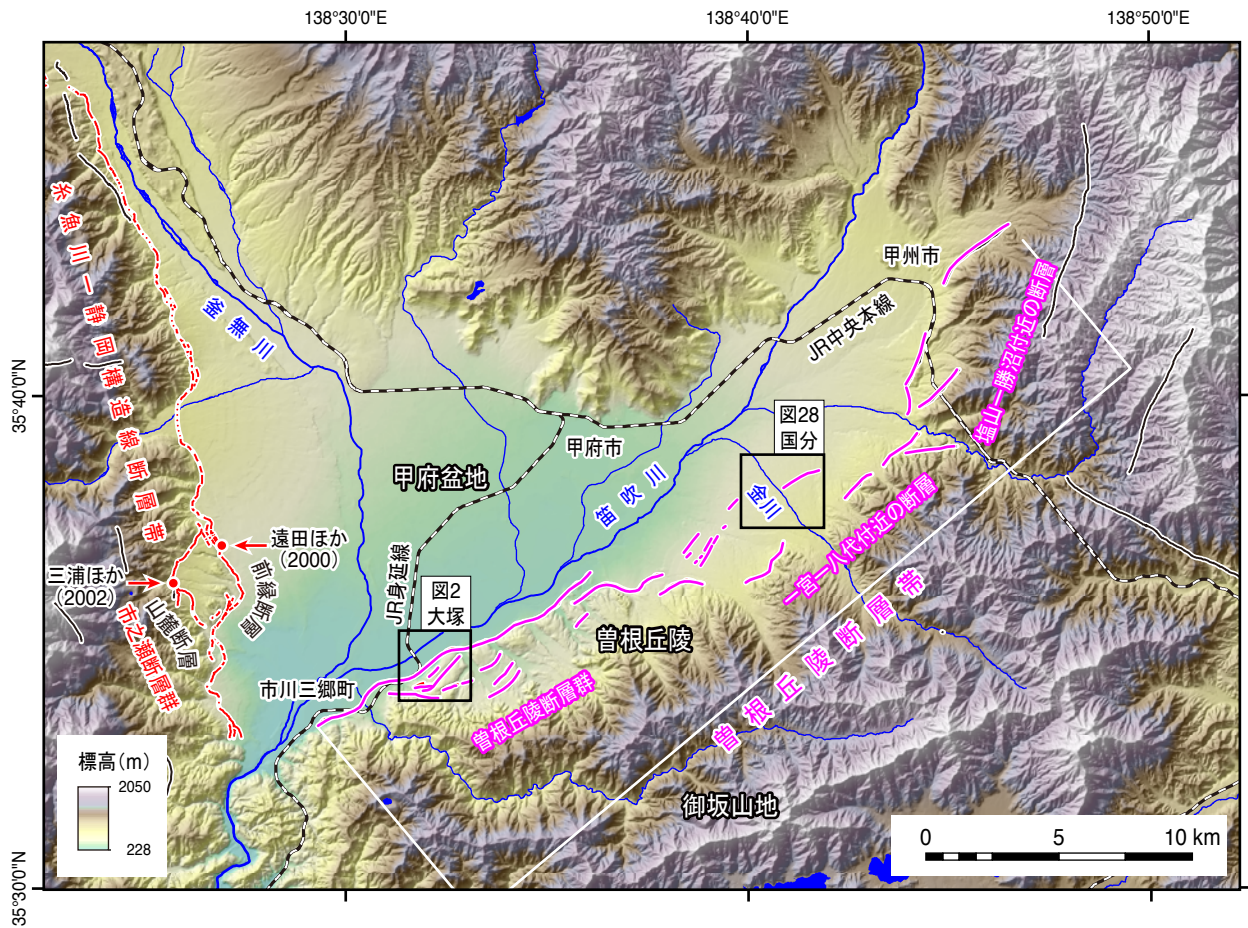 138°30'0"E
138°40'0"E
138°50'0"E
35°40'0"N
35°30'0"N
糸魚川ー静岡構造線断層帯
釜無川
甲州市
JR中央本線
塩山ー勝沼付近の断層
図28
国分
甲府市
甲府盆地
笛吹川
金川
一宮ー八代付近の断層
遠田ほか
(2000)
三浦ほか
(2002)
前縁断層
山麓断層
市之瀬断層群
JR身延線
図2
大塚
曽根丘陵
曽根丘陵断層帯
市川三郷町
曽根丘陵断層群
御坂山地
標高(m)
2050
228
0
5
10 km